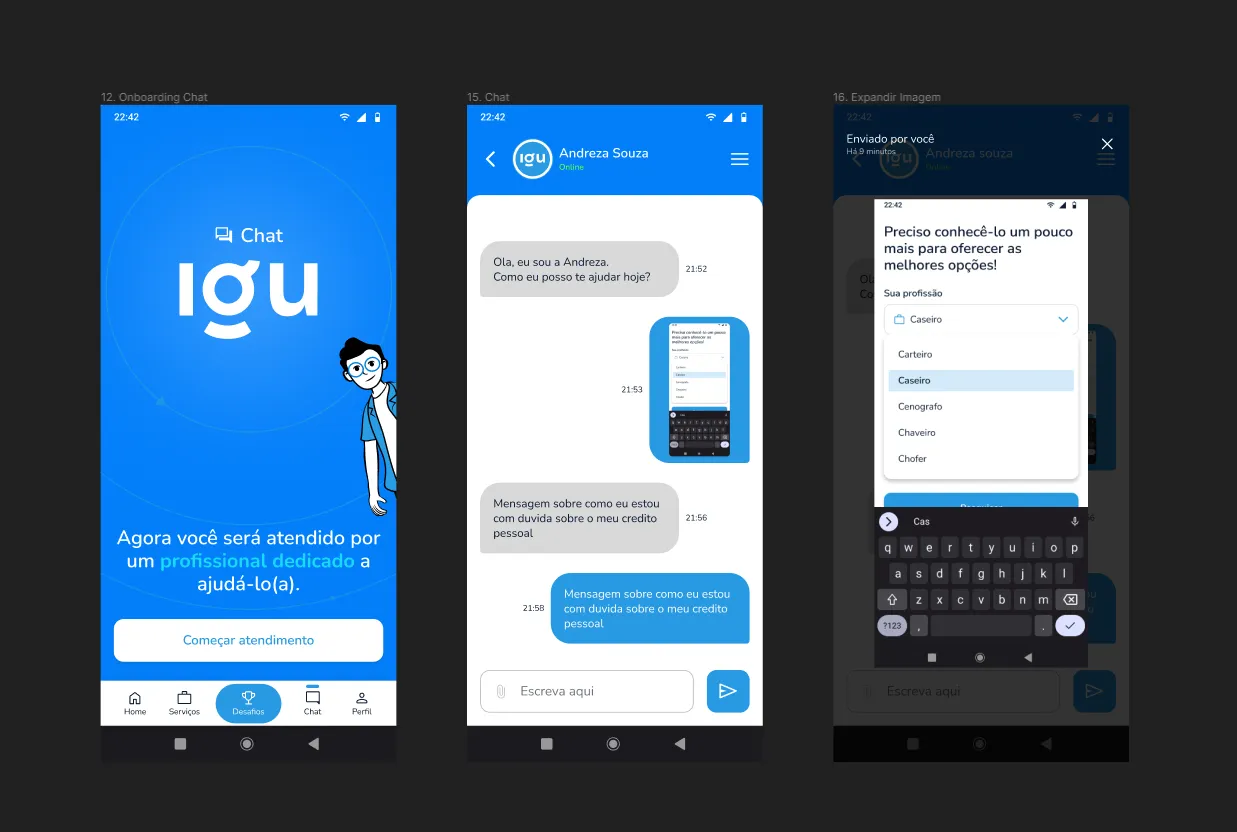 12. Onboarding Chat
22:42
Chat
igu
Agora você será atendido por
um profissional dedicado a
ajudá-lo(a).
Começar atendimento
Home
Serviços
Desafios
Chat
Perfil
15. Chat
22:42
igu
Andreza Souza
Online
Ola, eu sou a Andreza.
Como eu posso te ajudar hoje?
21:52
21:53
Mensagem sobre como eu estou
com duvida sobre o meu credito
pessoal
21:56
21:58
Mensagem sobre como eu estou
com duvida sobre o meu credito
pessoal
Escreva aqui
16. Expandir Imagem
22:42
Enviado por você
Há 9 minutos
igu
Andreza souza
22:42
Preciso conhecê-lo um pouco
mais para oferecer as
melhores opções!
Sua profissão
Caseiro
Carteiro
Caseiro
Cenografo
Chaveiro
Chofer
Cas
q w e r t y u i o p
a s d f g h j k l
z x c v b n m
?123 , .
Escreva aqui